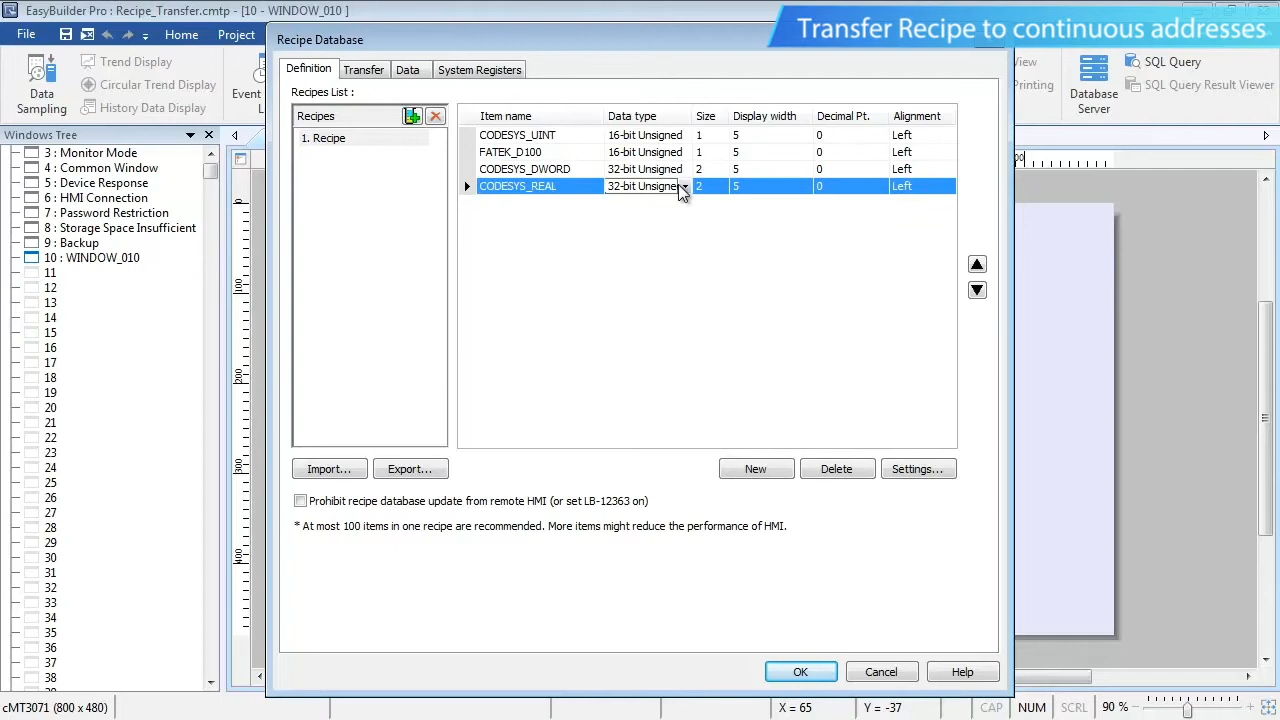 EasyBuilder Pro : Recipe_Transfer.cmtp - [10 - WINDOW_010 ]
Transfer Recipe to continuous addresses
File Home Project
Data Sampling
Trend Display
Circular Trend Display
History Data Display
Event
L
View
Printing
Database Server
SQL Query
SQL Query Result Viewer
Windows Tree
3 : Monitor Mode
4 : Common Window
5 : Device Response
6 : HMI Connection
7 : Password Restriction
8 : Storage Space Insufficient
9 : Backup
10 : WINDOW_010
11
12
13
14
15
16
17
18
19
20
21
22
23
24
25
26
27
28
29
30
31
32
33
34
35
36
37
38
Recipe Database
Definition Transfer Data System Registers
Recipes List :
Recipes
1. Recipe
Item name Data type Size Display width Decimal Pt. Alignment
CODESYS_UINT 16-bit Unsigned 1 5 0 Left
FATEK_D100 16-bit Unsigned 1 5 0 Left
CODESYS_DWORD 32-bit Unsigned 2 5 0 Left
CODESYS_REAL 32-bit Unsigne 2 5 0 Left
Import... Export... New Delete Settings...
Prohibit recipe database update from remote HMI (or set LB-12363 on)
* At most 100 items in one recipe are recommended. More items might reduce the performance of HMI.
OK Cancel Help
0
100
200
300
400
cMT3071 (800 x 480) X = 65 Y = -37 CAP NUM SCRL 90 %